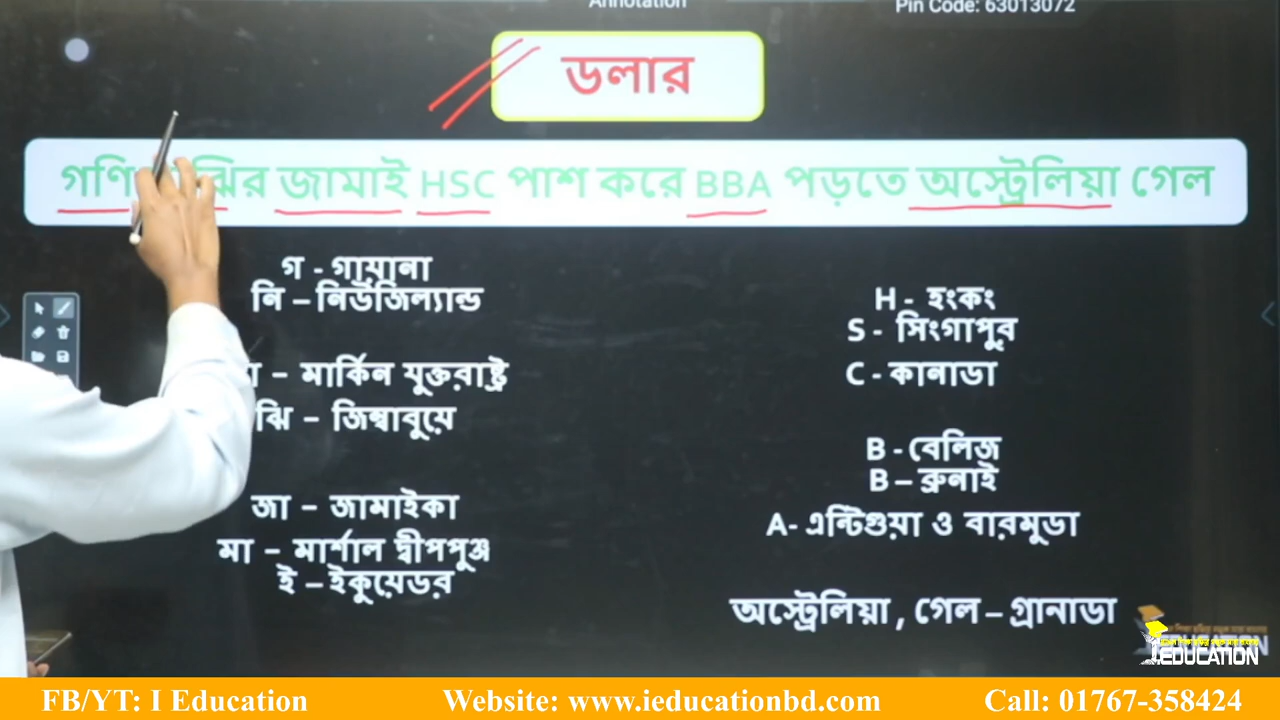 Annotation
Pin Code: 63013072
ডলার
গণি ঝির জামাই HSC পাশ করে BBA পড়তে অস্ট্রেলিয়া গেল
গ - গায়ানা
নি – নিউজিল্যান্ড
– মার্কিন যুক্তরাষ্ট্র
ঝি – জিম্বাবুয়ে
জা – জামাইকা
মা – মার্শাল দ্বীপপুঞ্জ
ই – ইকুয়েডর
H - হংকং
S - সিংগাপুর
C - কানাডা
B - বেলিজ
B – ব্রুনাই
A- এন্টিগুয়া ও বারমুডা
অস্ট্রেলিয়া , গেল – গ্রানাডা
EDUCATION
FB/YT: I Education
Website: www.ieducationbd.com
Call: 01767-358424